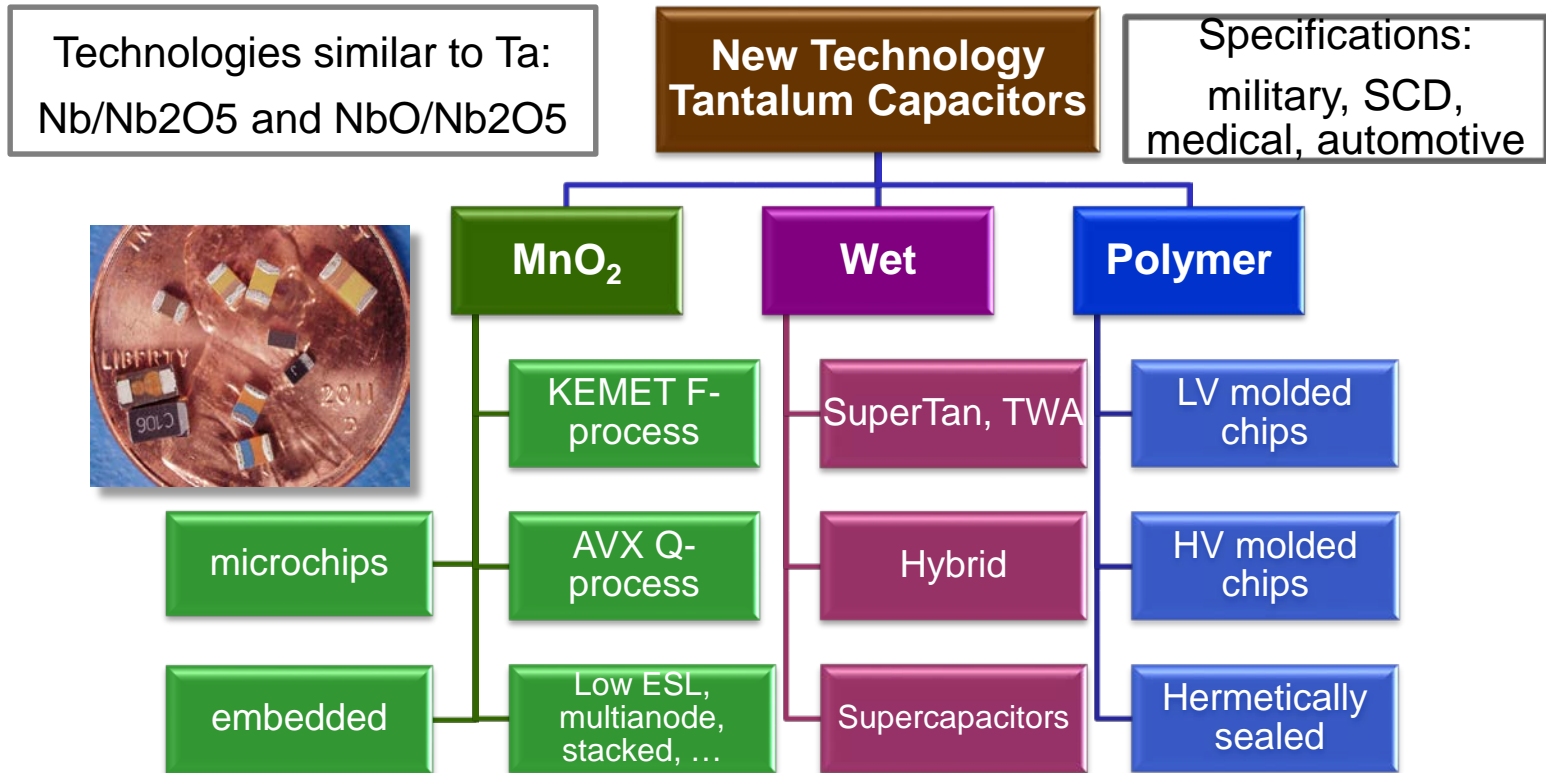 Technologies similar to Ta:
Nb/Nb2O5 and NbO/Nb2O5
New Technology
Tantalum Capacitors
Specifications:
military, SCD,
medical, automotive
MnO₂
Wet
Polymer
LIBERTY
2011
D
C106
KEMET F-
process
SuperTan, TWA
LV molded
chips
microchips
AVX Q-
process
Hybrid
HV molded
chips
embedded
Low ESL,
multianode,
stacked, …
Supercapacitors
Hermetically
sealed